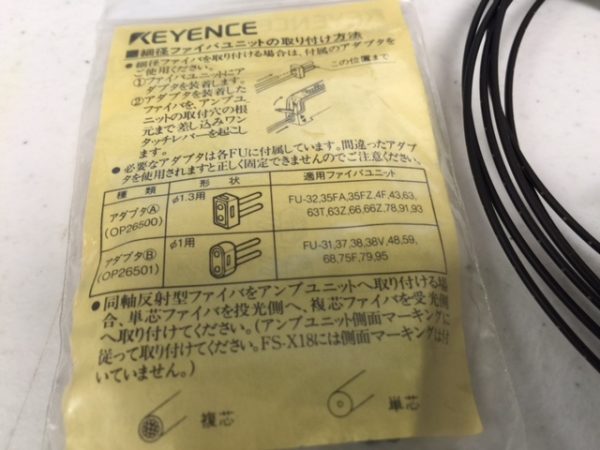 KEYENCE
■細径ファイバユニットの取り付け方法
●細径ファイバを取り付ける場合は、付属のアダプタを
ご使用ください。
①ファイバユニットにア
ダプタを装着します。
②アダプタを装着した
ファイバを、アンプユ
ニットの取付穴の根
元まで差し込みワン
タッチレバーを起こし
ます。
この位置まで
●必要なアダプタは各FUに付属しています。間違ったアダプ
タを使用されますと正しく固定できませんのでご注意ください。
種類 形状 適用ファイバユニット
アダプタⒶ
(OP26500)
φ1.3用
FU-32,35FA,35FZ,4F,43,63,
63T,63Z,66,66Z,78,91,93
アダプタⒷ
(OP26501)
φ1用
FU-31,37,38,38V,48,59,
68,75F,79,95
●同軸反射型ファイバをアンプユニットへ取り付ける場
合、単芯ファイバを投光側へ、複芯ファイバを受光側
へ取り付けてください。(アンプユニット側面マーキングに
従って取り付けてください。FS-X18には側面マーキングは付
いていません。)
複芯
単芯